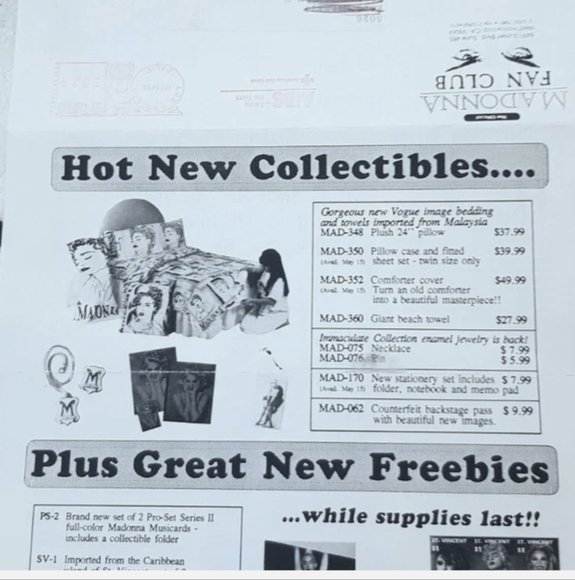 MADONNA
FAN CLUB
Hot New Collectibles....
Gorgeous new Vogue image bedding
and towels imported from Malaysia
MAD-348 Plush 24" pillow $37.99
MAD-350 Pillow case and fitted $39.99
(Avail. May 15) sheet set - twin size only
MAD-352 Comforter cover $49.99
(Avail. May 15) Turn an old comforter
into a beautiful masterpiece!!
MAD-360 Giant beach towel $27.99
Immaculate Collection enamel jewelry is back!
MAD-075 Necklace $ 7.99
MAD-076 Pin $ 5.99
MAD-170 New stationery set includes $ 7.99
(Avail. May 15) folder, notebook and memo pad
MAD-062 Counterfeit backstage pass $ 9.99
with beautiful new images.
MADONNA
M
M
Plus Great New Freebies
PS-2 Brand new set of 2 Pro-Set Series II
full-color Madonna Musicards -
includes a collectible folder
SV-1 Imported from the Caribbean
...while supplies last!!
ST. VINCENT ST. VINCENT ST. VINCENT
$1 $1 $1